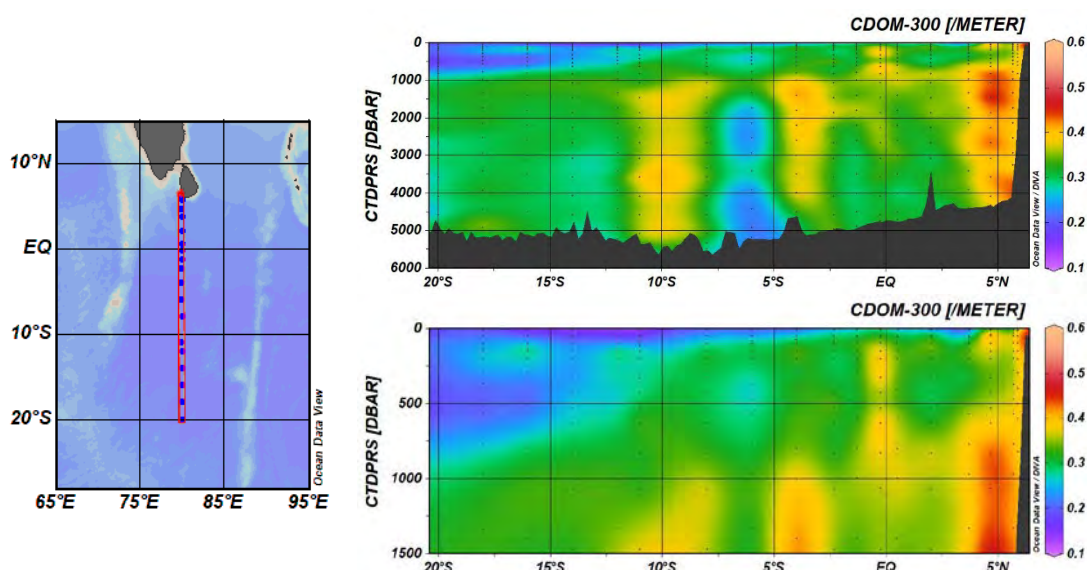 10°N
EQ
10°S
20°S
65°E
75°E
85°E
95°E
Ocean Data View
CDOM-300 [/METER]
CTDPRS [DBAR]
0
1000
2000
3000
4000
5000
6000
20°S
15°S
10°S
5°S
EQ
5°N
Ocean Data View / DIVA
0.6
0.5
0.4
0.3
0.2
0.1
CDOM-300 [/METER]
CTDPRS [DBAR]
0
500
1000
1500
20°S
15°S
10°S
5°S
EQ
5°N
Ocean Data View / DIVA
0.6
0.5
0.4
0.3
0.2
0.1